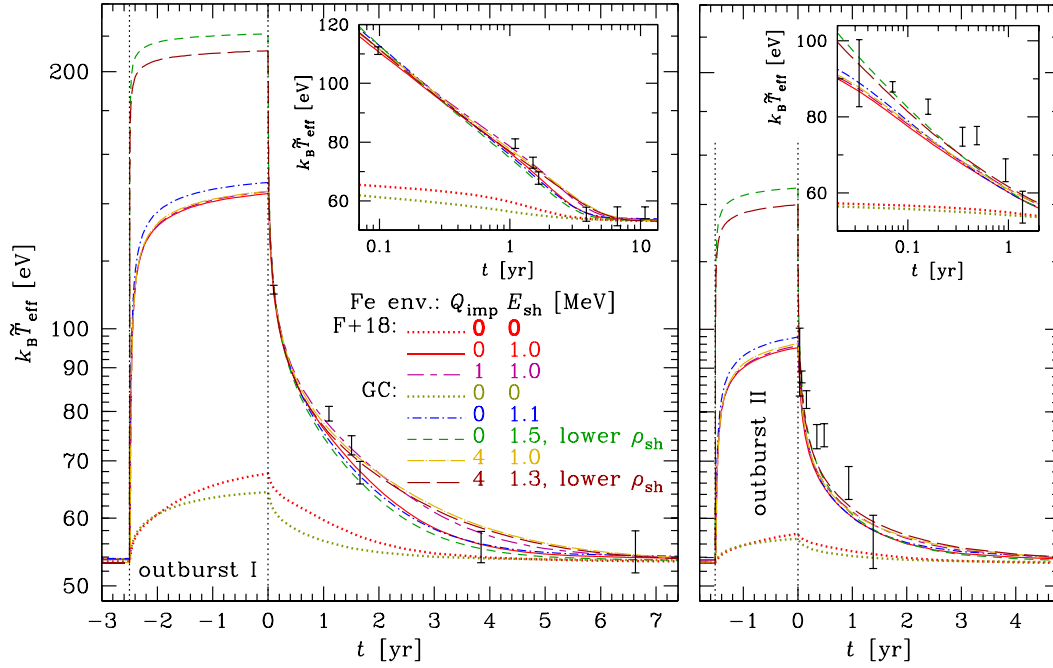 120
100
80
60
k_B T̃_eff [eV]
0.1
1
10
t [yr]
100
80
60
k_B T̃_eff [eV]
0.1
1
t [yr]
200
100
90
80
70
60
50
k_B T̃_eff [eV]
Fe env.: Q_imp E_sh [MeV]
F+18: 0 0
0 1.0
1 1.0
GC: 0 0
0 1.1
0 1.5, lower ρ_sh
4 1.0
4 1.3, lower ρ_sh
outburst I
outburst II
−3 −2 −1 0 1 2 3 4 5 6 7
t [yr]
−1 0 1 2 3 4
t [yr]